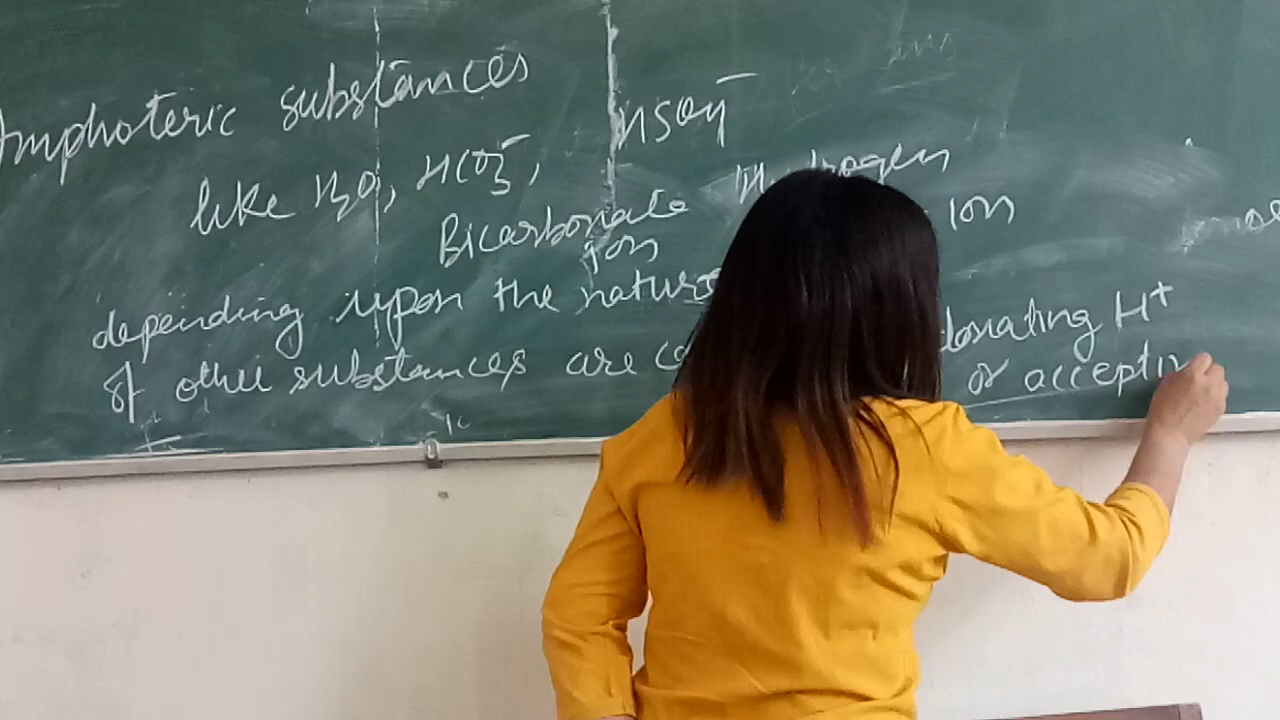 Amphoteric substances
like H₂O, HCO₃⁻, HSO₄⁻
Bicarbonate Hydrogen
ion ion
depending upon the nature donating H⁺
of other substances are or accepti